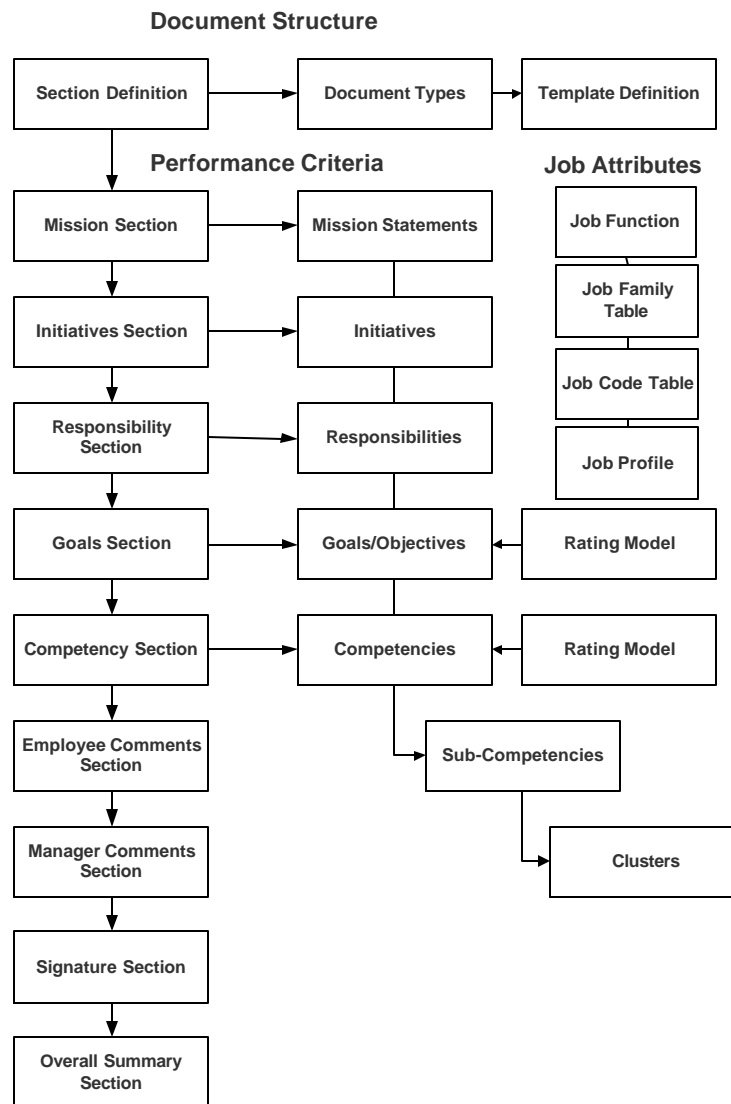 Document Structure
Section Definition
Document Types
Template Definition
Performance Criteria
Job Attributes
Mission Section
Mission Statements
Job Function
Job Family
Table
Initiatives Section
Initiatives
Job Code Table
Responsibility
Section
Responsibilities
Job Profile
Goals Section
Goals/Objectives
Rating Model
Competency Section
Competencies
Rating Model
Employee Comments
Section
Sub-Competencies
Manager Comments
Section
Clusters
Signature Section
Overall Summary
Section